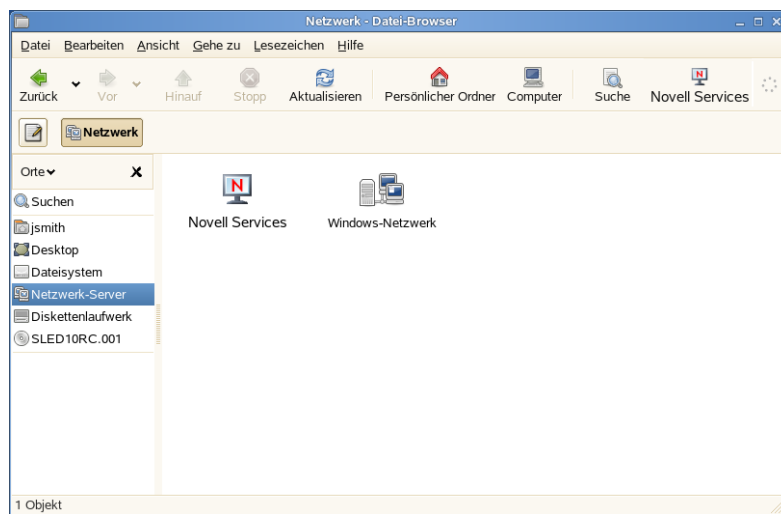 Netzwerk - Datei-Browser
Datei Bearbeiten Ansicht Gehe zu Lesezeichen Hilfe
Zurück Vor Hinauf Stopp Aktualisieren Persönlicher Ordner Computer Suche Novell Services
Netzwerk
Orte
Suchen
jsmith
Desktop
Dateisystem
Netzwerk-Server
Diskettenlaufwerk
SLED10RC.001
N
Novell Services
Windows-Netzwerk
1 Objekt